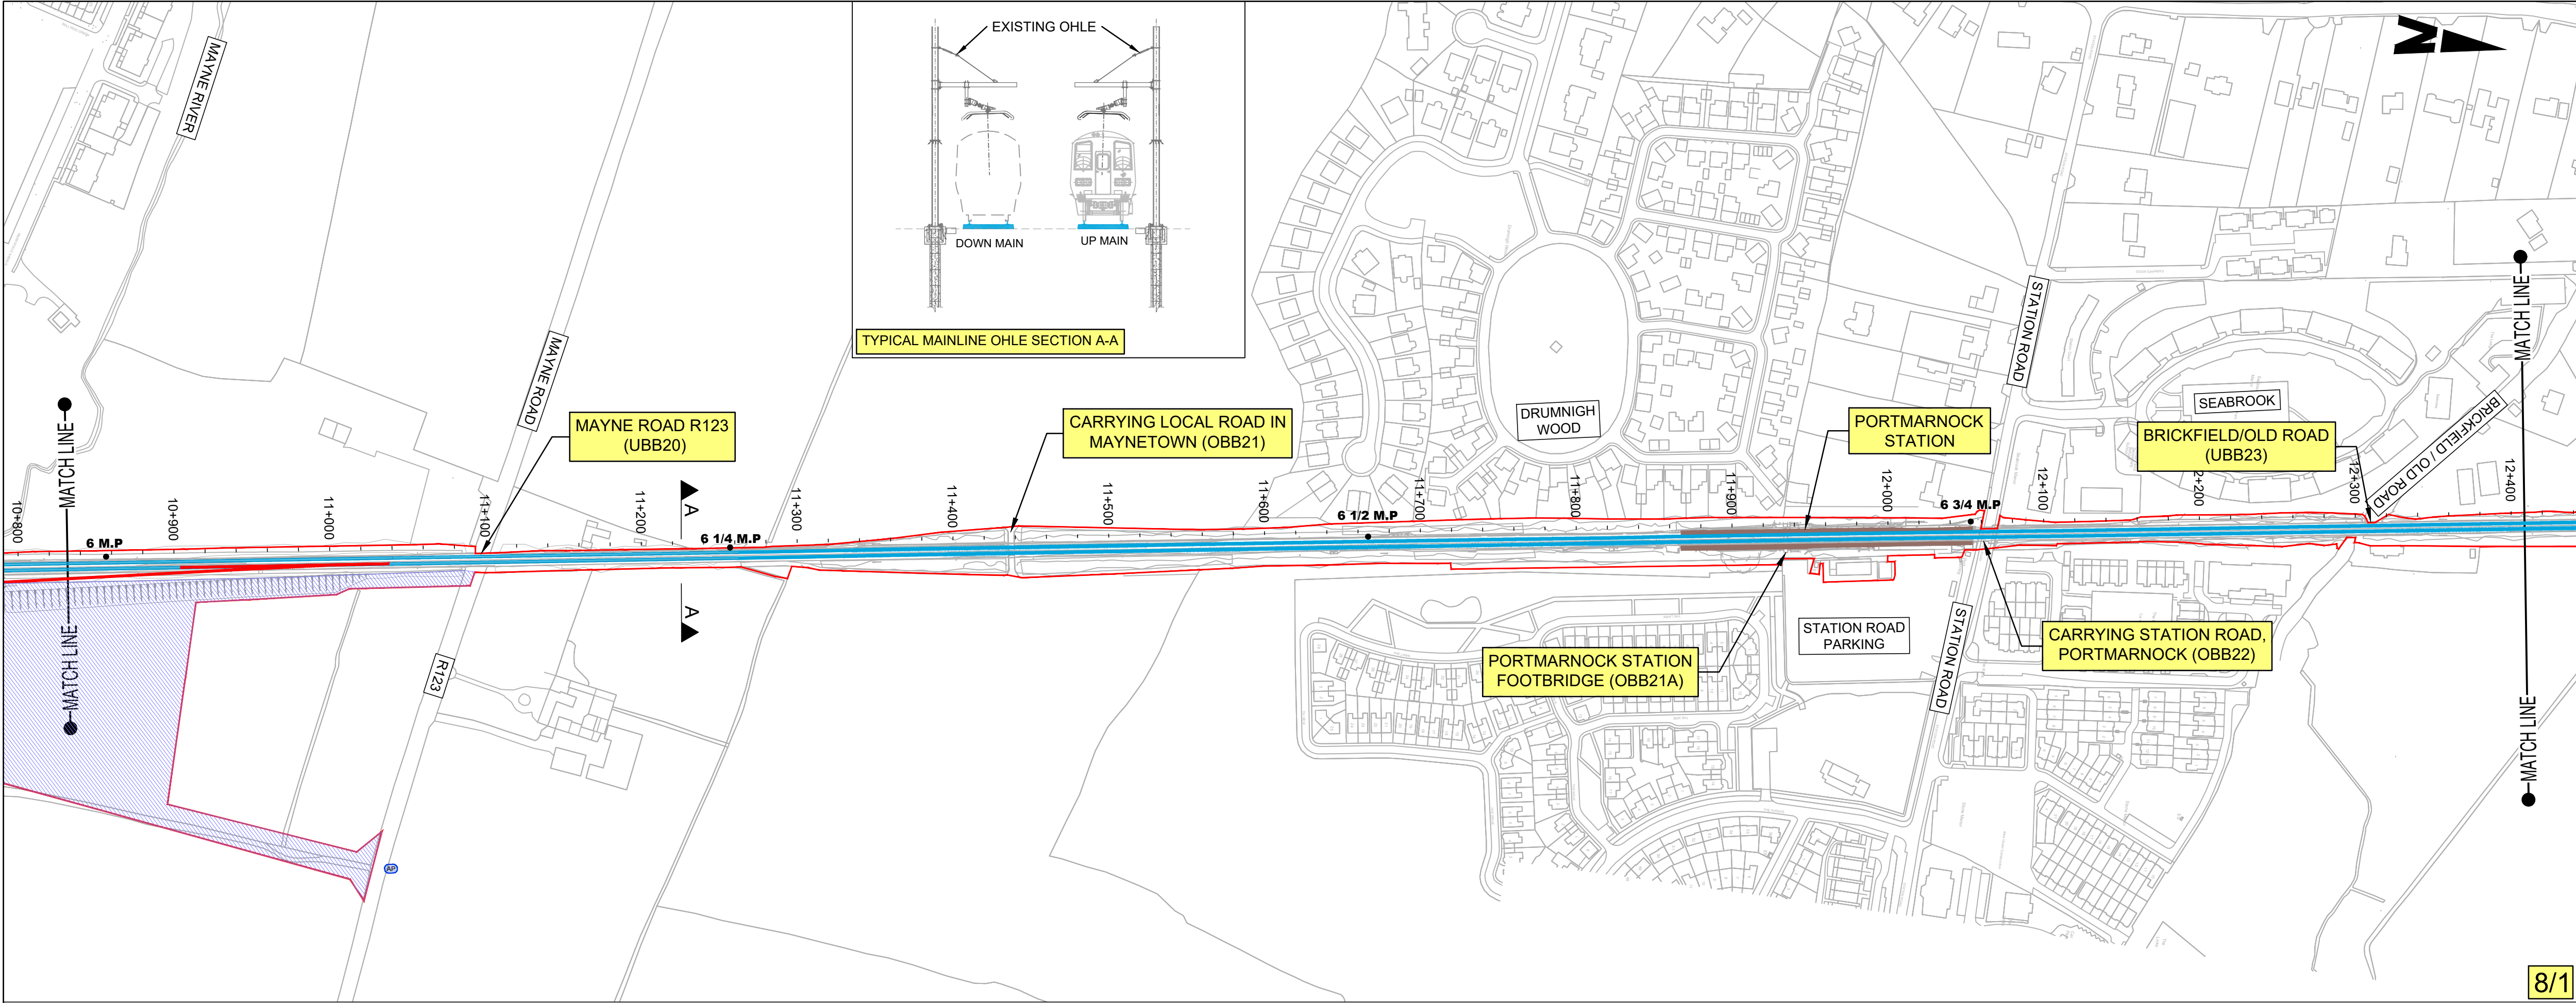 EXISTING OHLE
DOWN MAIN
UP MAIN
TYPICAL MAINLINE OHLE SECTION A-A
N
MAYNE RIVER
MAYNE ROAD
MAYNE ROAD R123
(UBB20)
CARRYING LOCAL ROAD IN
MAYNETOWN (OBB21)
DRUMNIGH
WOOD
PORTMARNOCK
STATION
STATION ROAD
SEABROOK
BRICKFIELD/OLD ROAD
(UBB23)
BRICKFIELD / OLD ROAD
MATCH LINE
MATCH LINE
10+800
10+900
11+000
11+100
11+200
11+300
11+400
11+500
11+600
11+700
11+800
11+900
12+000
12+100
12+200
12+300
12+400
6 M.P
6 1/4 M.P
6 1/2 M.P
6 3/4 M.P
A
A
MATCH LINE
MATCH LINE
R123
AP
PORTMARNOCK STATION
FOOTBRIDGE (OBB21A)
STATION ROAD
PARKING
STATION ROAD
CARRYING STATION ROAD,
PORTMARNOCK (OBB22)
8/1